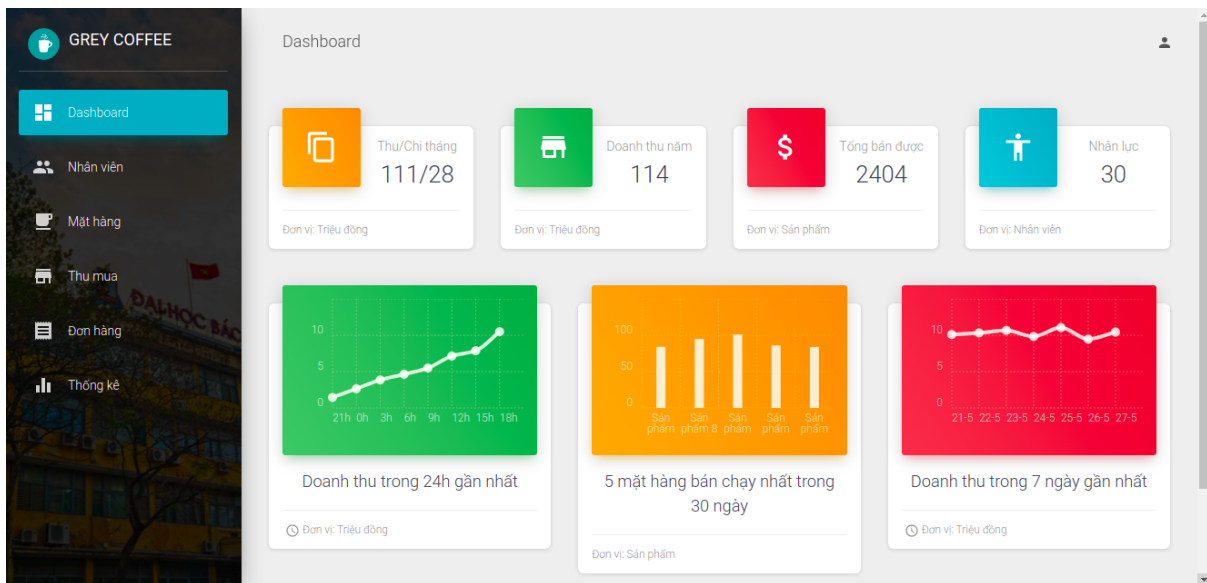 GREY COFFEE
Dashboard
Nhân viên
Mặt hàng
Thu mua
Đơn hàng
Thống kê
ĐẠI HỌC BÁC
Dashboard
Thu/Chi tháng
111/28
Đơn vị: Triệu đồng
Doanh thu năm
114
Đơn vị: Triệu đồng
Tổng bán được
2404
Đơn vị: Sản phẩm
Nhân lực
30
Đơn vị: Nhân viên
10
5
0
21h 0h 3h 6h 9h 12h 15h 18h
Doanh thu trong 24h gần nhất
Đơn vị: Triệu đồng
100
50
0
Sản Sản Sản Sản Sản
phẩm phẩm 8 phẩm phẩm phẩm
5 mặt hàng bán chạy nhất trong
30 ngày
Đơn vị: Sản phẩm
10
5
0
21-5 22-5 23-5 24-5 25-5 26-5 27-5
Doanh thu trong 7 ngày gần nhất
Đơn vị: Triệu đồng